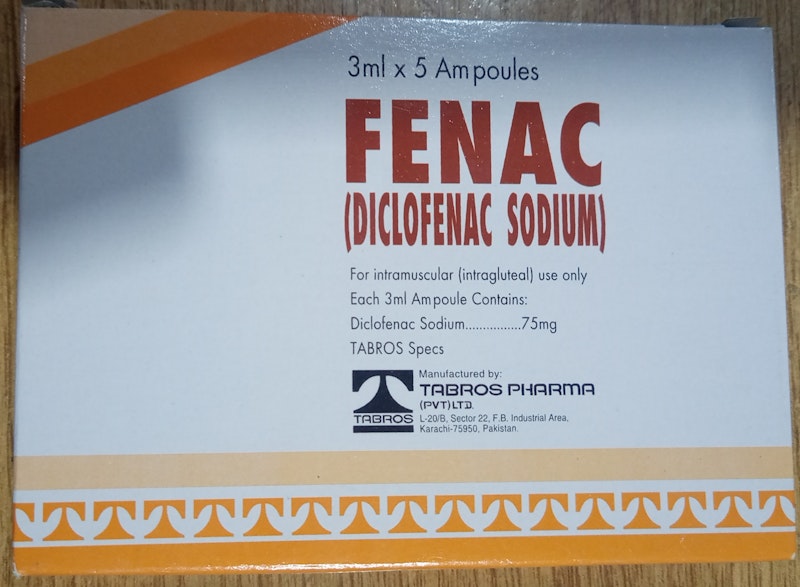 3ml x 5 Ampoules
FENAC
(DICLOFENAC SODIUM)
For intramuscular (intragluteal) use only
Each 3ml Ampoule Contains:
Diclofenac Sodium................75mg
TABROS Specs
Manufactured by:
TABROS PHARMA
(PVT) LTD.
TABROS
L-20/B, Sector 22, F.B. Industrial Area,
Karachi-75950, Pakistan.